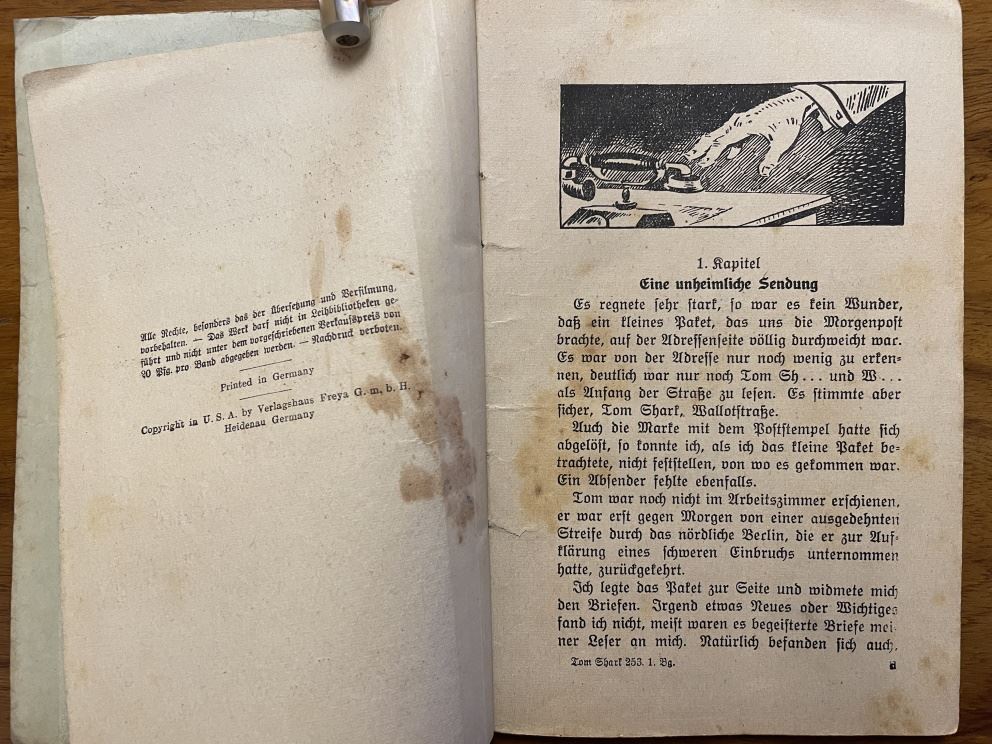 Alle Rechte, besonders das der Übersetzung und Verfilmung,
vorbehalten. — Das Werk darf nicht in Leihbibliotheken ge-
führt und nicht unter dem vorgeschriebenen Verkaufspreis von
20 Pfg. pro Band abgegeben werden. — Nachdruck verboten.
Printed in Germany
Copyright in U. S. A. by Verlagshaus Freya G. m. b. H.
Heidenau Germany
1. Kapitel
Eine unheimliche Sendung
Es regnete sehr stark, so war es kein Wunder,
daß ein kleines Paket, das uns die Morgenpost
brachte, auf der Adressenseite völlig durchweicht war.
Es war von der Adresse nur noch wenig zu erken-
nen, deutlich war nur noch Tom Sh... und W...
als Anfang der Straße zu lesen. Es stimmte aber
sicher, Tom Shark, Wallotstraße.
Auch die Marke mit dem Poststempel hatte sich
abgelöst, so konnte ich, als ich das kleine Paket be-
trachtete, nicht feststellen, von wo es gekommen war.
Ein Absender fehlte ebenfalls.
Tom war noch nicht im Arbeitszimmer erschienen,
er war erst gegen Morgen von einer ausgedehnten
Streife durch das nördliche Berlin, die er zur Auf-
klärung eines schweren Einbruchs unternommen
hatte, zurückgekehrt.
Ich legte das Paket zur Seite und widmete mich
den Briefen. Irgend etwas Neues oder Wichtiges
fand ich nicht, meist waren es begeisterte Briefe mei-
ner Leser an mich. Natürlich befanden sich auch
Tom Shark 253. 1. Bg.